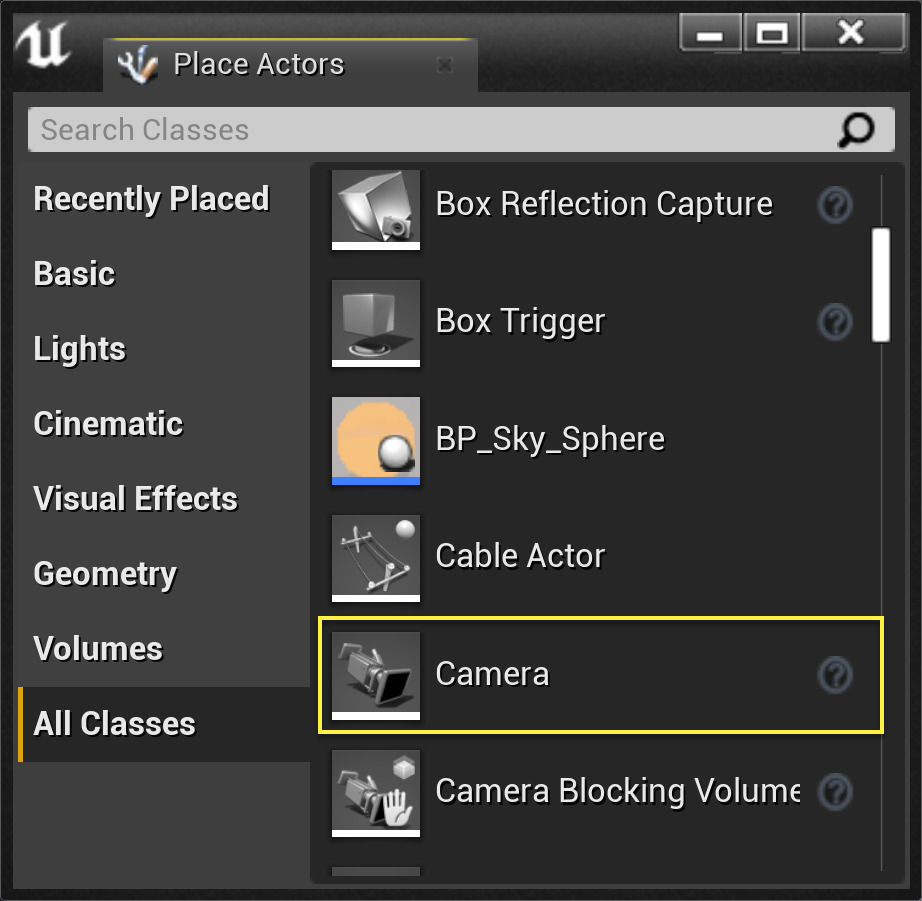 Place Actors
Search Classes
Recently Placed
Basic
Lights
Cinematic
Visual Effects
Geometry
Volumes
All Classes
Box Reflection Capture
Box Trigger
BP_Sky_Sphere
Cable Actor
Camera
Camera Blocking Volume